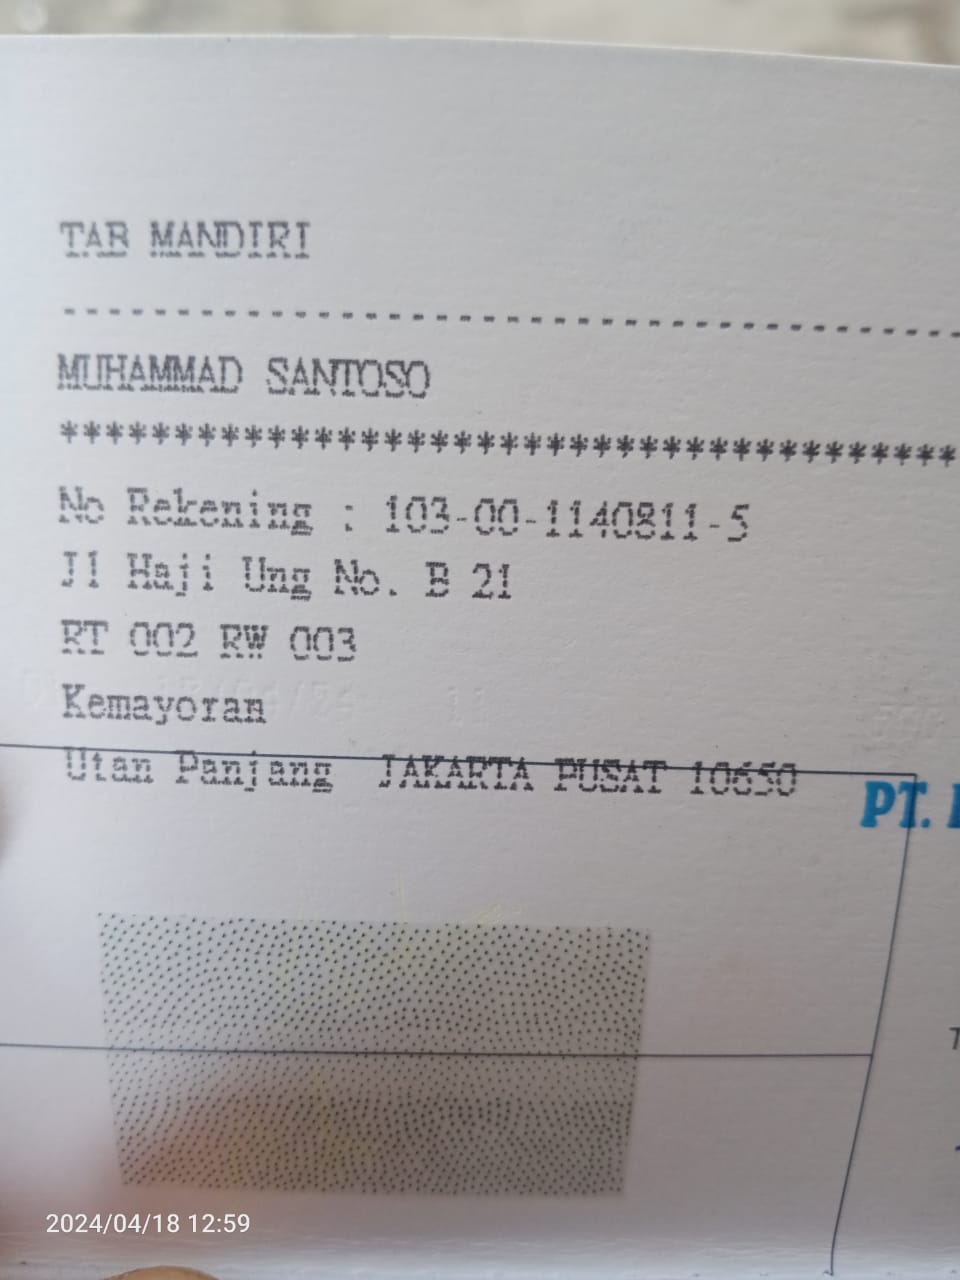 TAB MANDIRI
---------------------------------------
MUHAMMAD SANTOSO
***************************************
No Rekening : 103-00-1140811-5
Jl Haji Ung No. B 21
RT 002 RW 003
Kemayoran
Utan Panjang JAKARTA PUSAT 10650
PT.
2024/04/18 12:59